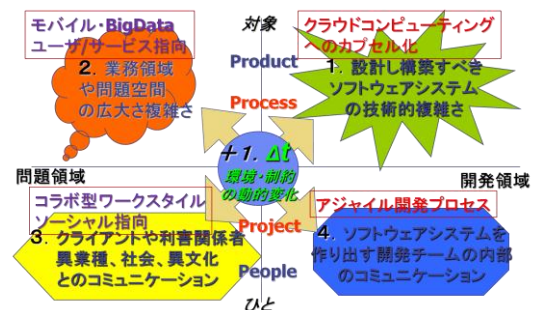 モバイル・BigData
ユーザ/サービス指向
2. 業務領域
や問題空間
の広大さ複雑さ
対象
Product
Process
クラウドコンピューティング
へのカプセル化
1. 設計し構築すべき
ソフトウェアシステム
の技術的複雑さ
+1. Δt
環境・制約
の動的変化
問題領域
開発領域
コラボ型ワークスタイル
ソーシャル指向
3. クライアントや利害関係者
異業種、社会、異文化
とのコミュニケーション
Project
People
ひと
アジャイル開発プロセス
4. ソフトウェアシステムを
作り出す開発チームの内部
のコミュニケーション